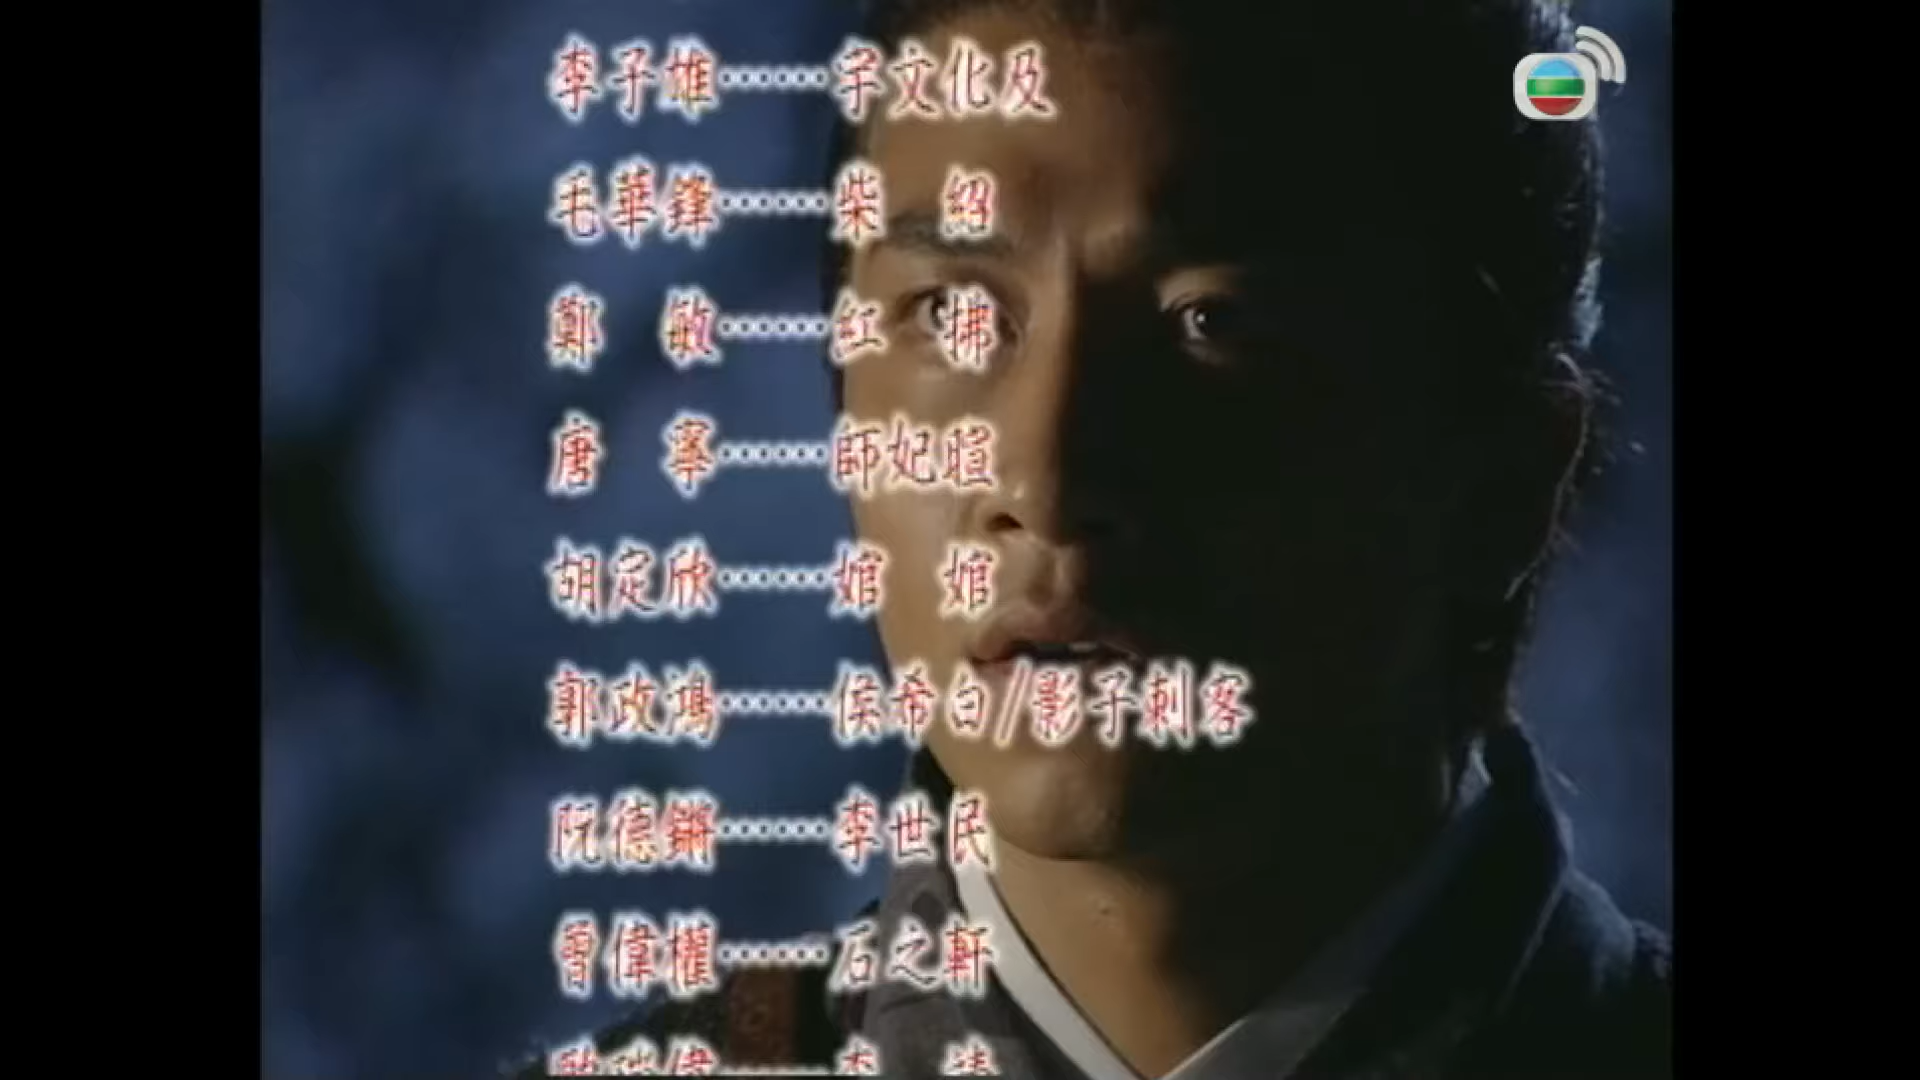 李子雄……宇文化及
毛華鋒……柴　紹
鄭　敏……紅　拂
唐　寧……師妃暄
胡定欣……婠　婠
郭政鴻……侯希白/影子刺客
阮德鏘……李世民
曾偉權……石之軒